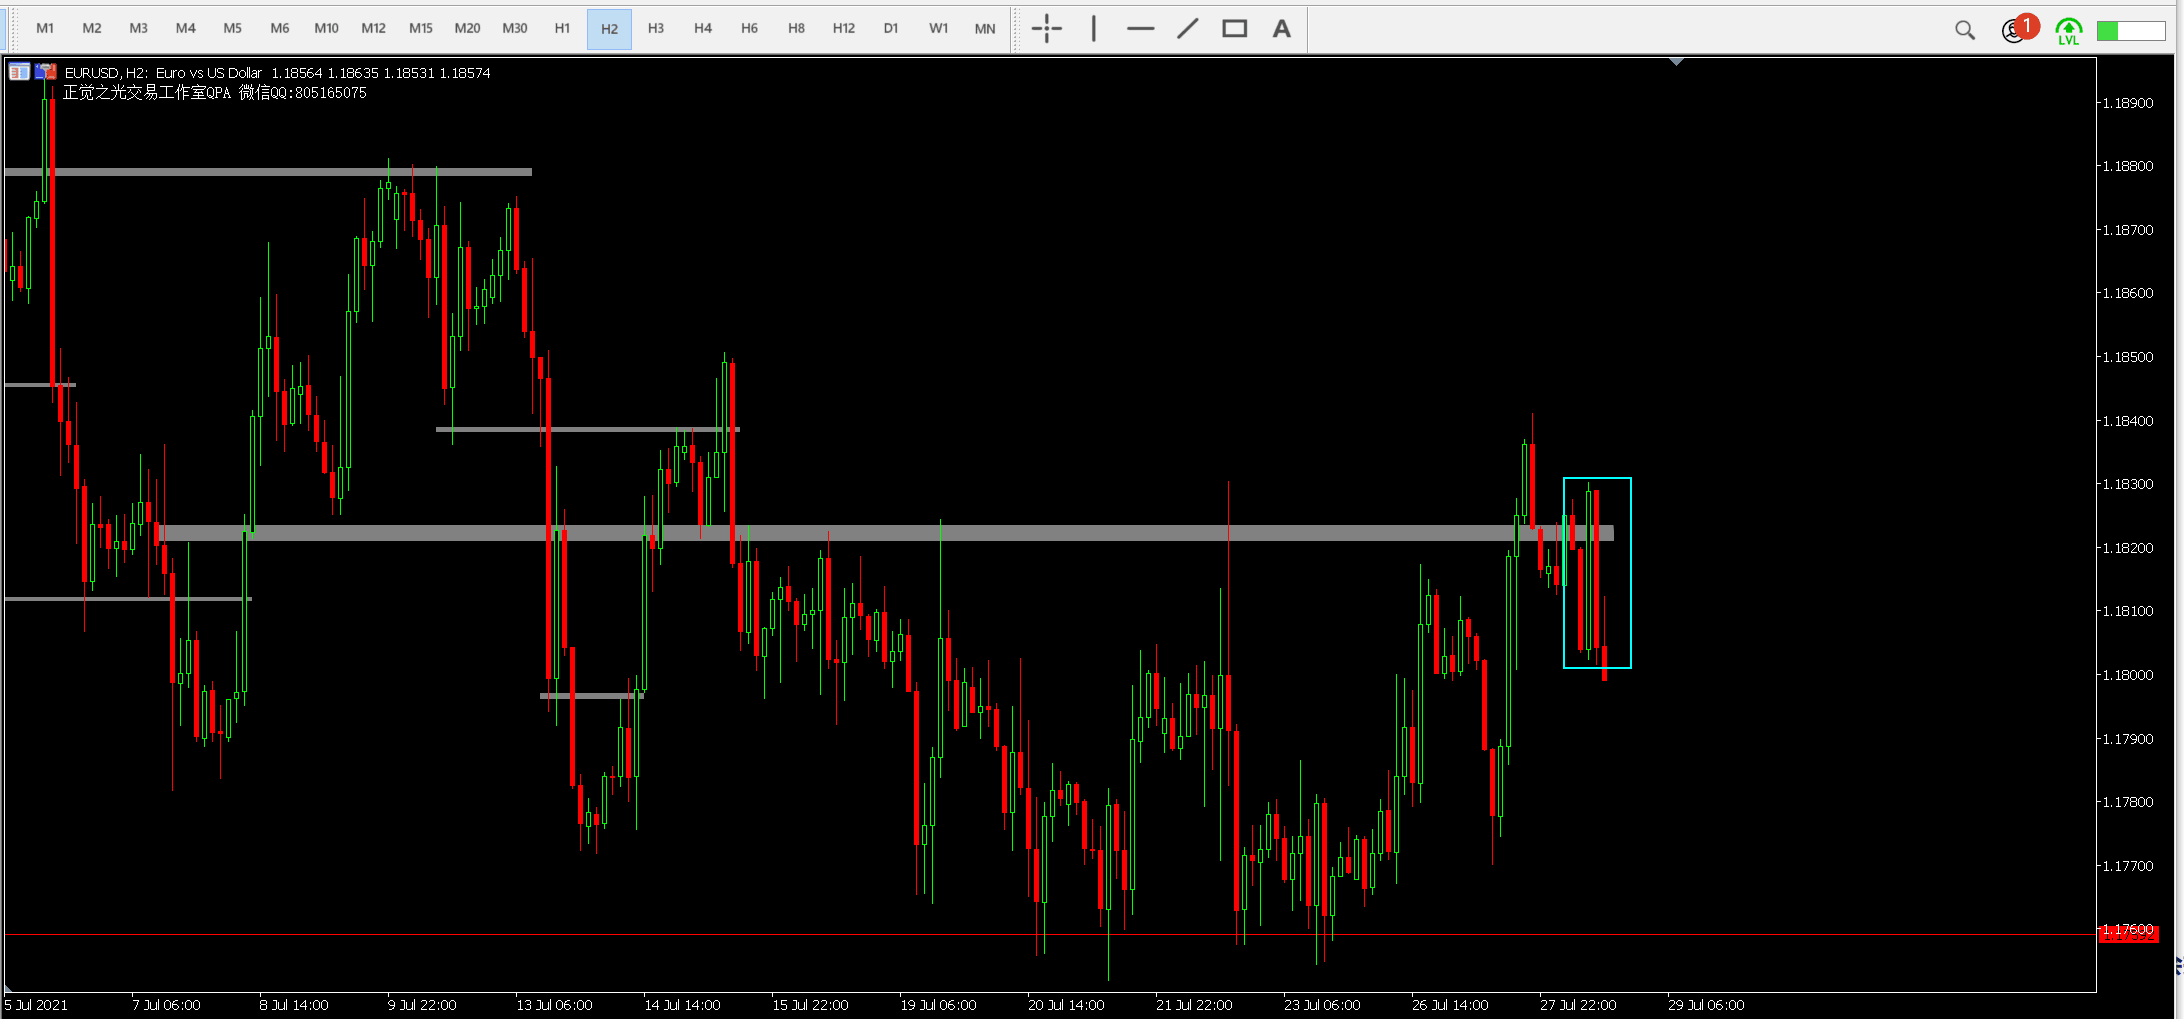 M1 M2 M3 M4 M5 M6 M10 M12 M15 M20 M30 H1 H2 H3 H4 H6 H8 H12 D1 W1 MN A 1
LVL
EURUSD, H2: Euro vs US Dollar 1.18564 1.18635 1.18531 1.18574
正觉之光交易工作室QPA 微信QQ:805165075
1.18900
1.18800
1.18700
1.18600
1.18500
1.18400
1.18300
1.18200
1.18100
1.18000
1.17900
1.17800
1.17700
1.17600
5 Jul 2021 7 Jul 06:00 8 Jul 14:00 9 Jul 22:00 13 Jul 06:00 14 Jul 14:00 15 Jul 22:00 19 Jul 06:00 20 Jul 14:00 21 Jul 22:00 23 Jul 06:00 26 Jul 14:00 27 Jul 22:00 29 Jul 06:00